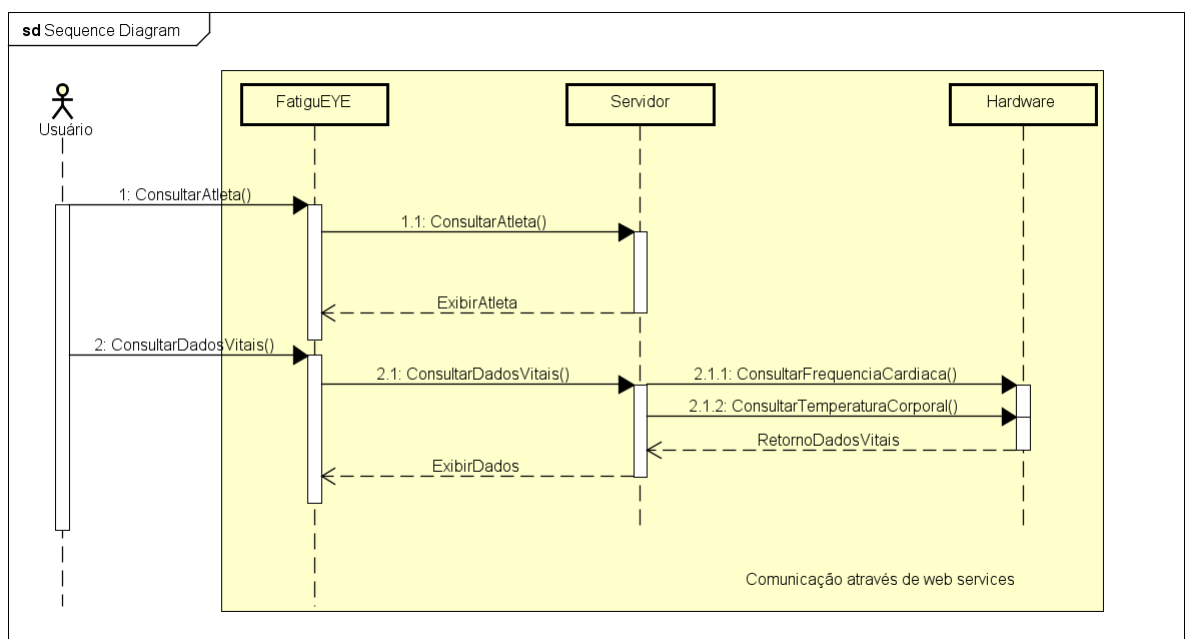 sd Sequence Diagram
Usuário
FatiguEYE
Servidor
Hardware
1: ConsultarAtleta()
1.1: ConsultarAtleta()
ExibirAtleta
2: ConsultarDadosVitais()
2.1: ConsultarDadosVitais()
2.1.1: ConsultarFrequenciaCardiaca()
2.1.2: ConsultarTemperaturaCorporal()
RetornoDadosVitais
ExibirDados
Comunicação através de web services